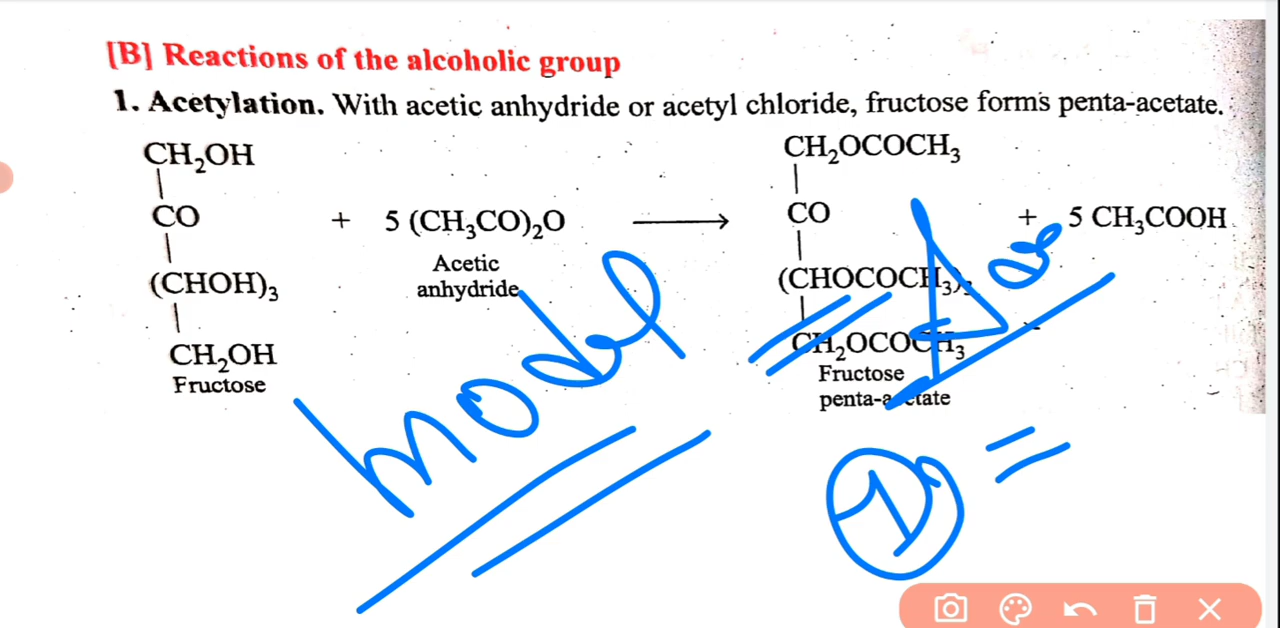 [B] Reactions of the alcoholic group
1. Acetylation. With acetic anhydride or acetyl chloride, fructose forms penta-acetate.
CH₂OH CH₂OCOCH₃
| |
CO + 5 (CH₃CO)₂O ⟶ CO + 5 CH₃COOH
| Acetic |
(CHOH)₃ anhydride (CHOCOCH₃)₃
| |
CH₂OH CH₂OCOCH₃
Fructose Fructose
penta-acetate
model